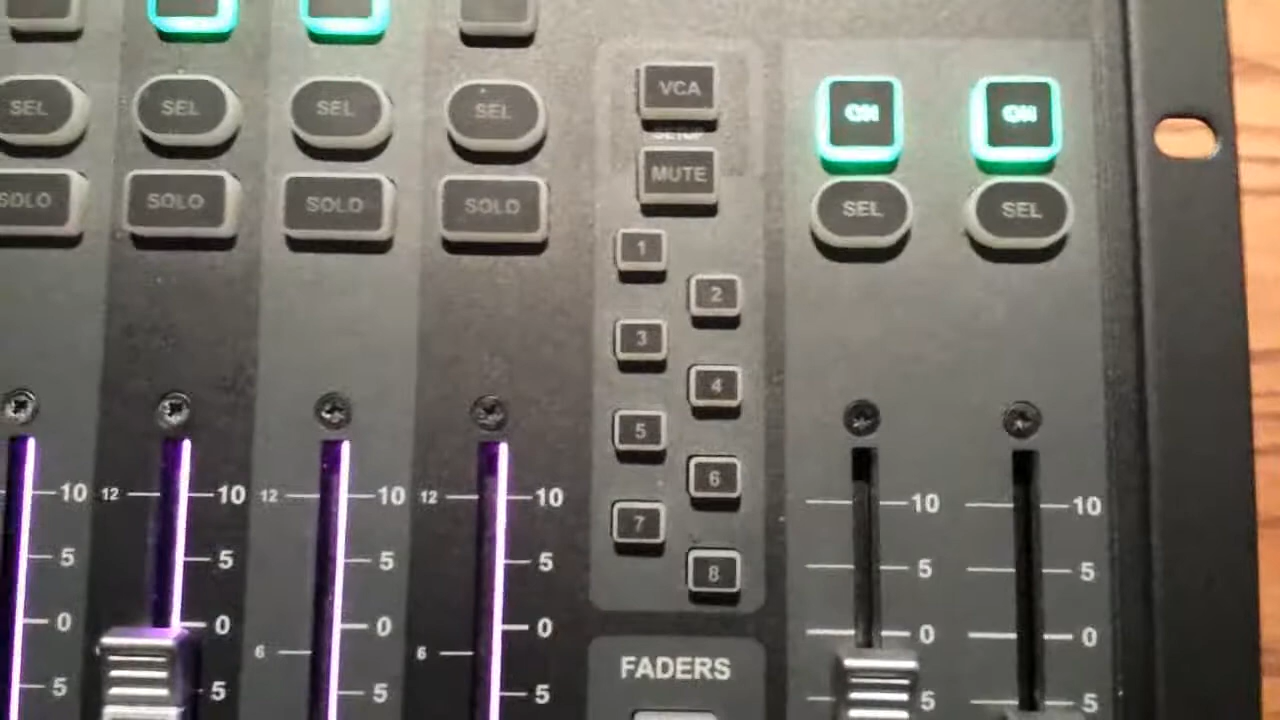 VCA
ON ON
SEL SEL SEL SEL
SETUP
MUTE
SOLO SOLO SOLO SOLO
SEL SEL
1
2
3
4
5
6
7
8
10 12 10 12 10 12 10 10 10
5 5 5 5 5 5
0 0 0 0 0 0
6 6
FADERS
5 5 5 5 5 5